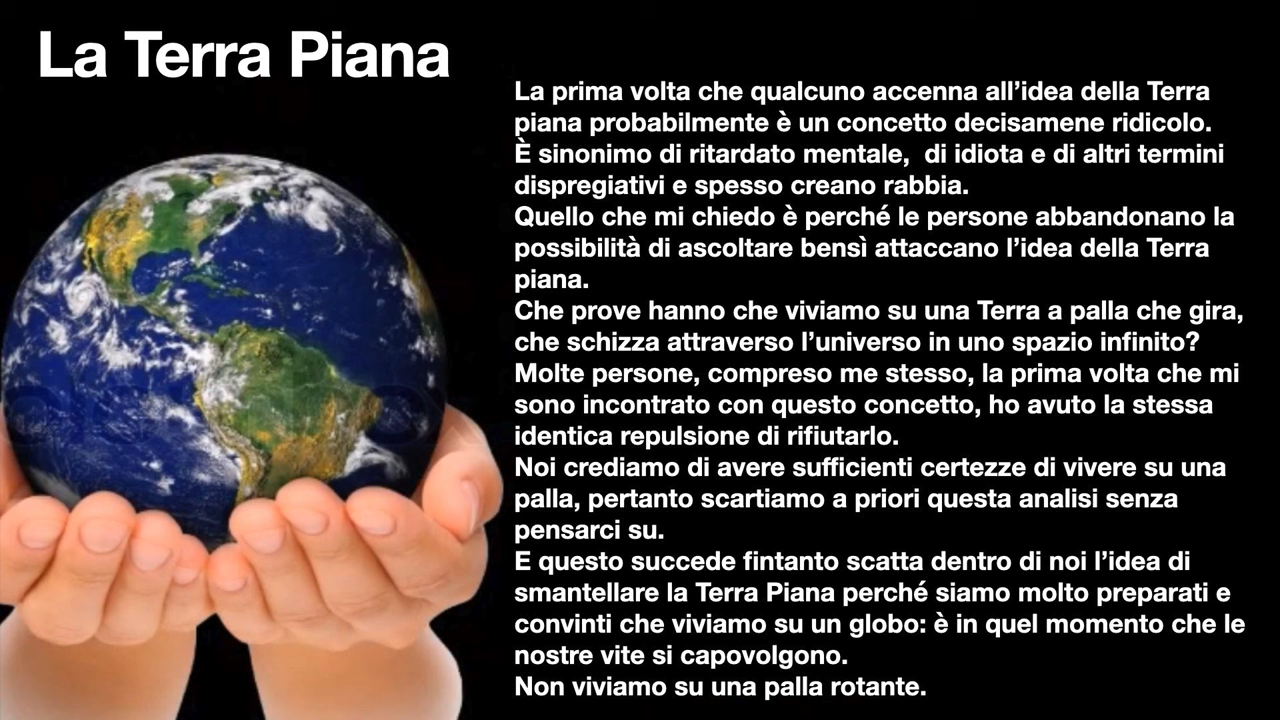 La Terra Piana
La prima volta che qualcuno accenna all’idea della Terra
piana probabilmente è un concetto decisamene ridicolo.
È sinonimo di ritardato mentale,  di idiota e di altri termini
dispregiativi e spesso creano rabbia.
Quello che mi chiedo è perché le persone abbandonano la
possibilità di ascoltare bensì attaccano l’idea della Terra
piana.
Che prove hanno che viviamo su una Terra a palla che gira,
che schizza attraverso l’universo in uno spazio infinito?
Molte persone, compreso me stesso, la prima volta che mi
sono incontrato con questo concetto, ho avuto la stessa
identica repulsione di rifiutarlo.
Noi crediamo di avere sufficienti certezze di vivere su una
palla, pertanto scartiamo a priori questa analisi senza
pensarci su.
E questo succede fintanto scatta dentro di noi l’idea di
smantellare la Terra Piana perché siamo molto preparati e
convinti che viviamo su un globo: è in quel momento che le
nostre vite si capovolgono.
Non viviamo su una palla rotante.